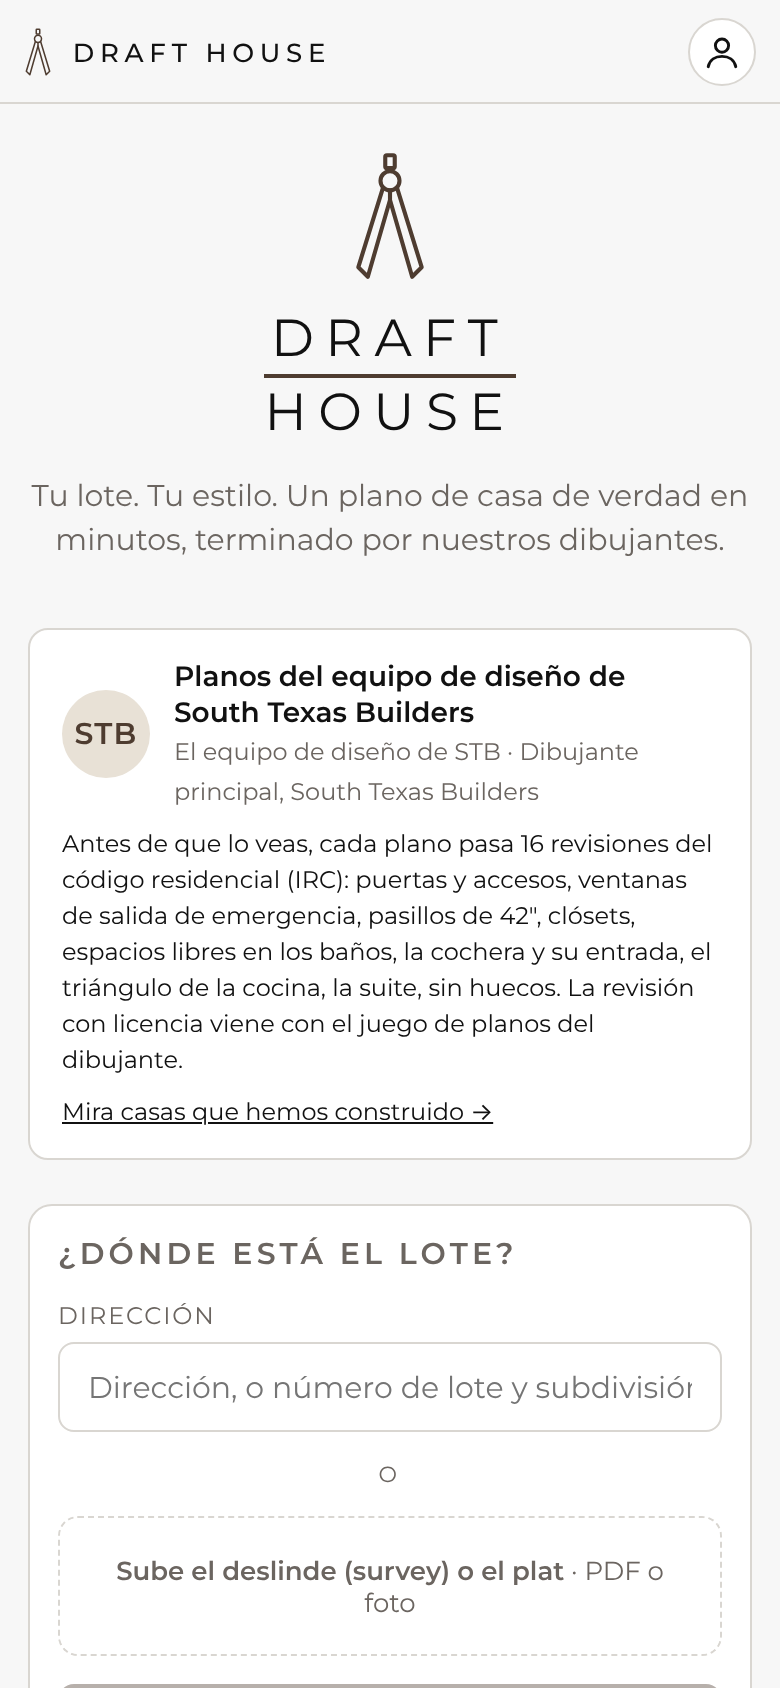 DRAFT HOUSE
DRAFT
HOUSE
Tu lote. Tu estilo. Un plano de casa de verdad en
minutos, terminado por nuestros dibujantes.
STB
Planos del equipo de diseño de
South Texas Builders
El equipo de diseño de STB · Dibujante
principal, South Texas Builders
Antes de que lo veas, cada plano pasa 16 revisiones del
código residencial (IRC): puertas y accesos, ventanas
de salida de emergencia, pasillos de 42", clósets,
espacios libres en los baños, la cochera y su entrada, el
triángulo de la cocina, la suite, sin huecos. La revisión
con licencia viene con el juego de planos del
dibujante.
Mira casas que hemos construido →
¿DÓNDE ESTÁ EL LOTE?
DIRECCIÓN
Dirección, o número de lote y subdivisión
O
Sube el deslinde (survey) o el plat · PDF o
foto